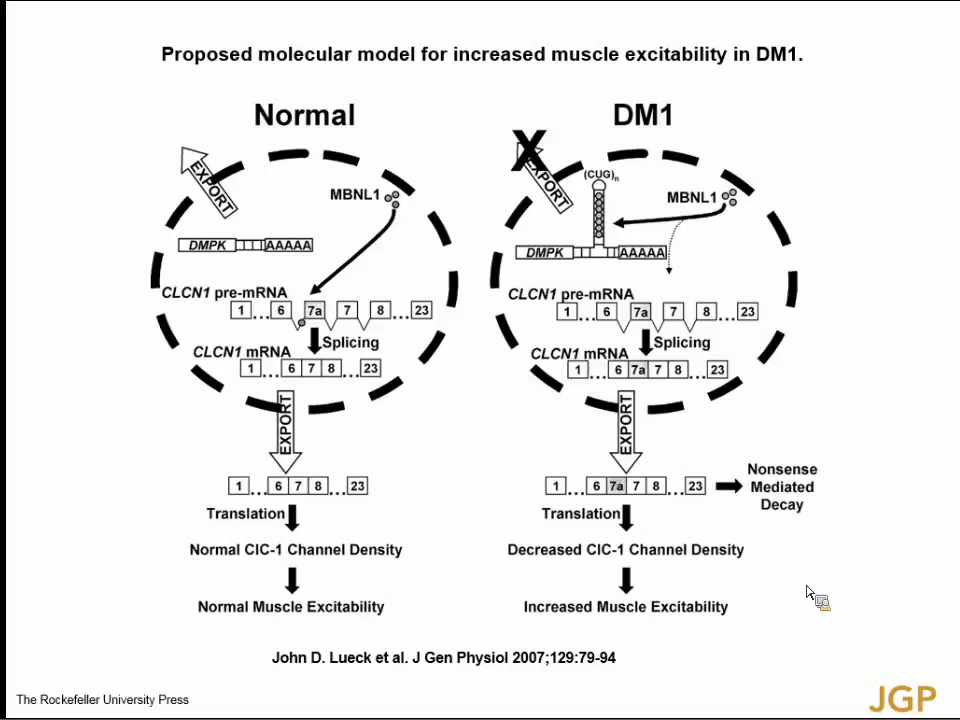 Proposed molecular model for increased muscle excitability in DM1.
Normal
EXPORT
MBNL1
DMPK AAAAA
CLCN1 pre-mRNA
1 ... 6 7a 7 8 ... 23
Splicing
CLCN1 mRNA
1 ... 6 7 8 ... 23
EXPORT
1 ... 6 7 8 ... 23
Translation
Normal ClC-1 Channel Density
Normal Muscle Excitability
DM1
X
EXPORT
(CUG)n
MBNL1
DMPK AAAAA
CLCN1 pre-mRNA
1 ... 6 7a 7 8 ... 23
Splicing
CLCN1 mRNA
1 ... 6 7a 7 8 ... 23
EXPORT
1 ... 6 7a 7 8 ... 23
Nonsense
Mediated
Decay
Translation
Decreased ClC-1 Channel Density
Increased Muscle Excitability
John D. Lueck et al. J Gen Physiol 2007;129:79-94
The Rockefeller University Press
JGP